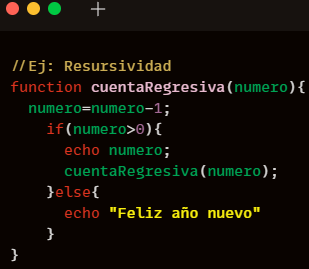 //Ej: Resursividad
function cuentaRegresiva(numero){
numero=numero-1;
if(numero>0){
echo numero;
cuentaRegresiva(numero);
}else{
echo "Feliz año nuevo"
}
}